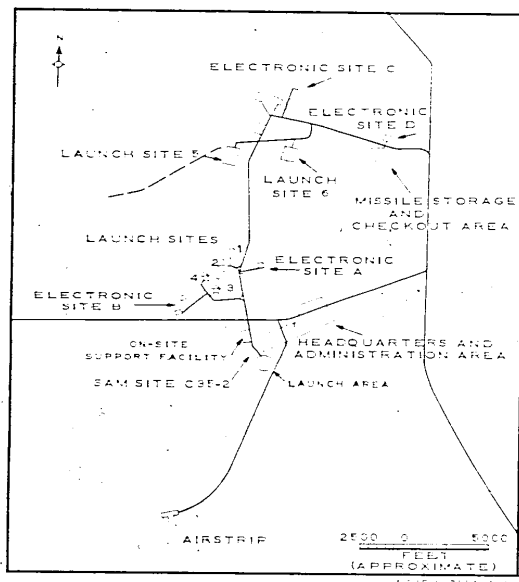 N
ELECTRONIC SITE C
ELECTRONIC
SITE D
LAUNCH SITE 5
LAUNCH
SITE 6
MISSILE STORAGE
AND
CHECKOUT AREA
LAUNCH SITES
1
2
ELECTRONIC
SITE A
4
3
ELECTRONIC
SITE B
ON-SITE
SUPPORT FACILITY
HEADQUARTERS AND
ADMINISTRATION AREA
SAM SITE C35-2
LAUNCH AREA
AIRSTRIP
2500 0 5000
FEET
(APPROXIMATE)